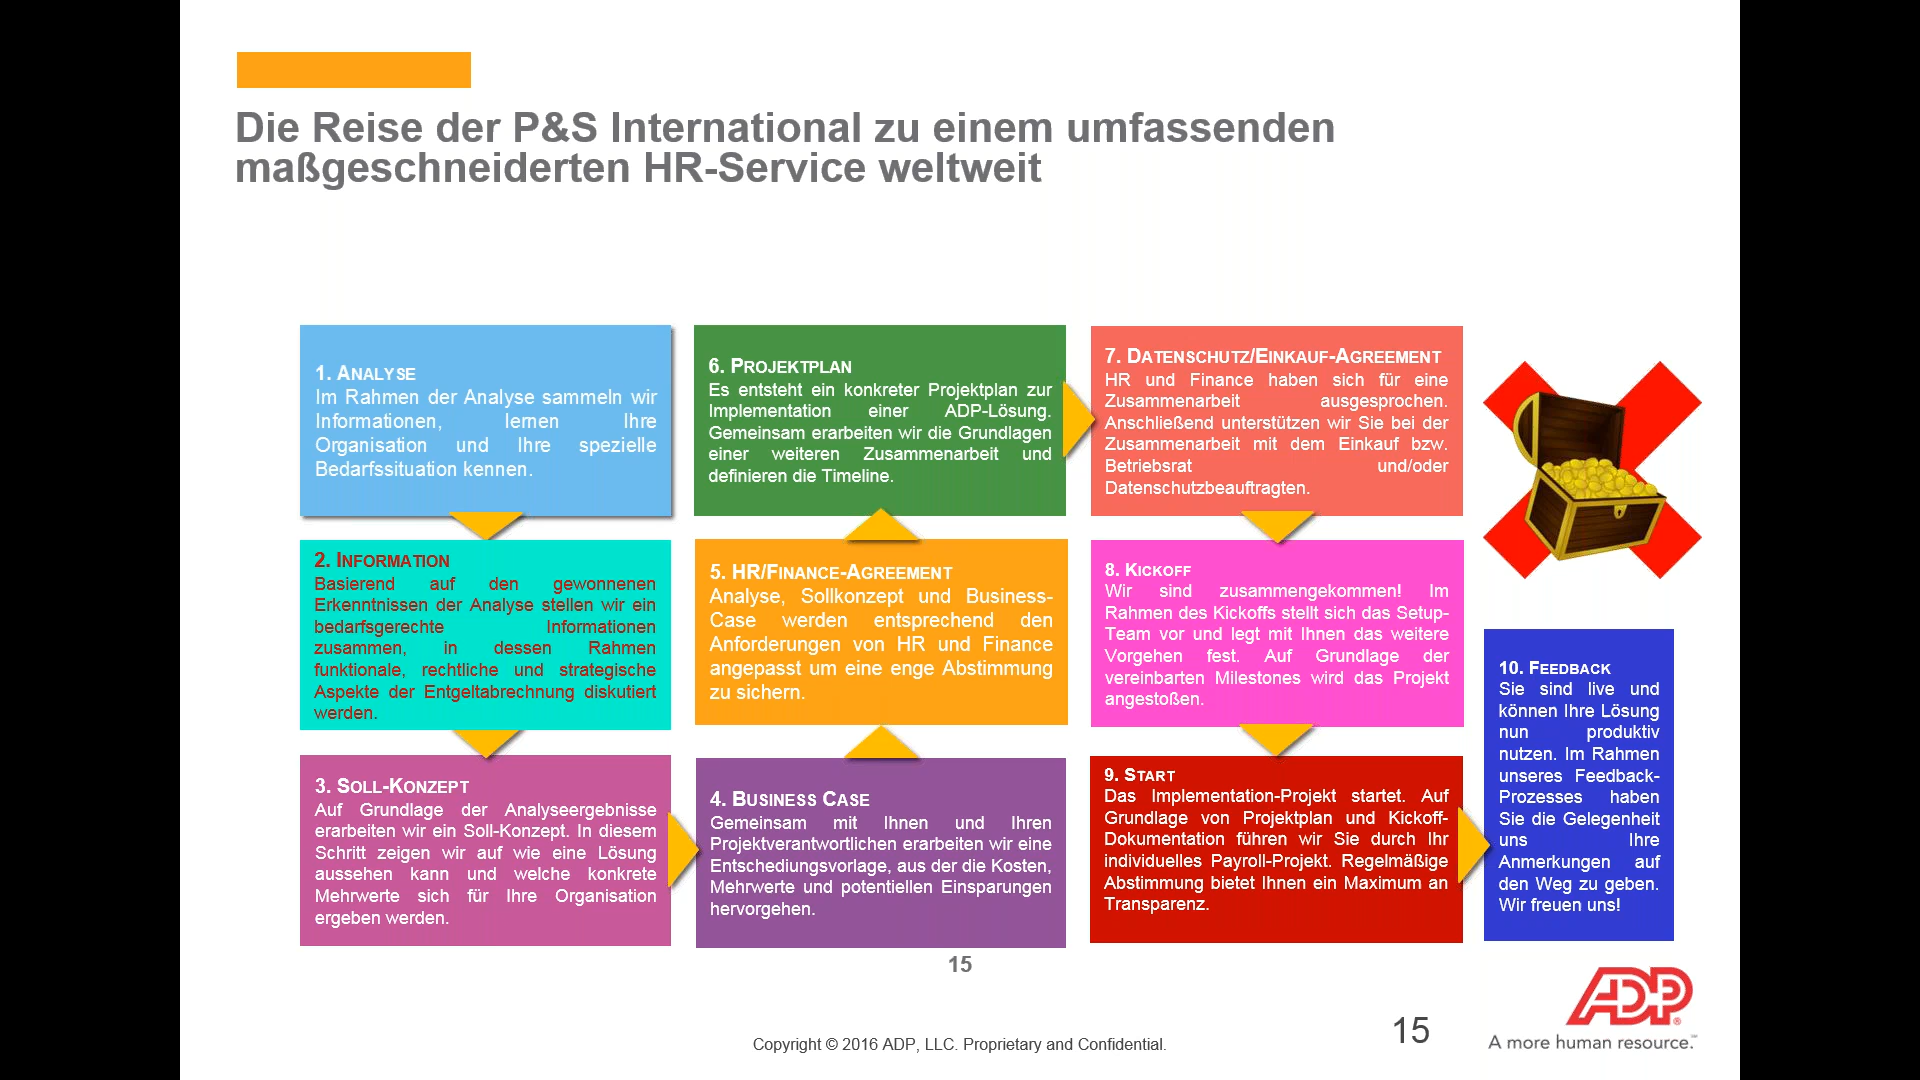 Die Reise der P&S International zu einem umfassenden
maßgeschneiderten HR-Service weltweit
1. ANALYSE
Im Rahmen der Analyse sammeln wir
Informationen, lernen Ihre
Organisation und Ihre spezielle
Bedarfssituation kennen.
2. INFORMATION
Basierend auf den gewonnenen
Erkenntnissen der Analyse stellen wir ein
bedarfsgerechte Informationen
zusammen, in dessen Rahmen
funktionale, rechtliche und strategische
Aspekte der Entgeltabrechnung diskutiert
werden.
3. SOLL-KONZEPT
Auf Grundlage der Analyseergebnisse
erarbeiten wir ein Soll-Konzept. In diesem
Schritt zeigen wir auf wie eine Lösung
aussehen kann und welche konkrete
Mehrwerte sich für Ihre Organisation
ergeben werden.
4. BUSINESS CASE
Gemeinsam mit Ihnen und Ihren
Projektverantwortlichen erarbeiten wir eine
Entschediungsvorlage, aus der die Kosten,
Mehrwerte und potentiellen Einsparungen
hervorgehen.
5. HR/FINANCE-AGREEMENT
Analyse, Sollkonzept und Business-
Case werden entsprechend den
Anforderungen von HR und Finance
angepasst um eine enge Abstimmung
zu sichern.
6. PROJEKTPLAN
Es entsteht ein konkreter Projektplan zur
Implementation einer ADP-Lösung.
Gemeinsam erarbeiten wir die Grundlagen
einer weiteren Zusammenarbeit und
definieren die Timeline.
7. DATENSCHUTZ/EINKAUF-AGREEMENT
HR und Finance haben sich für eine
Zusammenarbeit ausgesprochen.
Anschließend unterstützen wir Sie bei der
Zusammenarbeit mit dem Einkauf bzw.
Betriebsrat und/oder
Datenschutzbeauftragten.
8. KICKOFF
Wir sind zusammengekommen! Im
Rahmen des Kickoffs stellt sich das Setup-
Team vor und legt mit Ihnen das weitere
Vorgehen fest. Auf Grundlage der
vereinbarten Milestones wird das Projekt
angestoßen.
9. START
Das Implementation-Projekt startet. Auf
Grundlage von Projektplan und Kickoff-
Dokumentation führen wir Sie durch Ihr
individuelles Payroll-Projekt. Regelmäßige
Abstimmung bietet Ihnen ein Maximum an
Transparenz.
10. FEEDBACK
Sie sind live und
können Ihre Lösung
nun produktiv
nutzen. Im Rahmen
unseres Feedback-
Prozesses haben
Sie die Gelegenheit
uns Ihre
Anmerkungen auf
den Weg zu geben.
Wir freuen uns!
15
Copyright © 2016 ADP, LLC. Proprietary and Confidential.
15
ADP®
A more human resource.℠